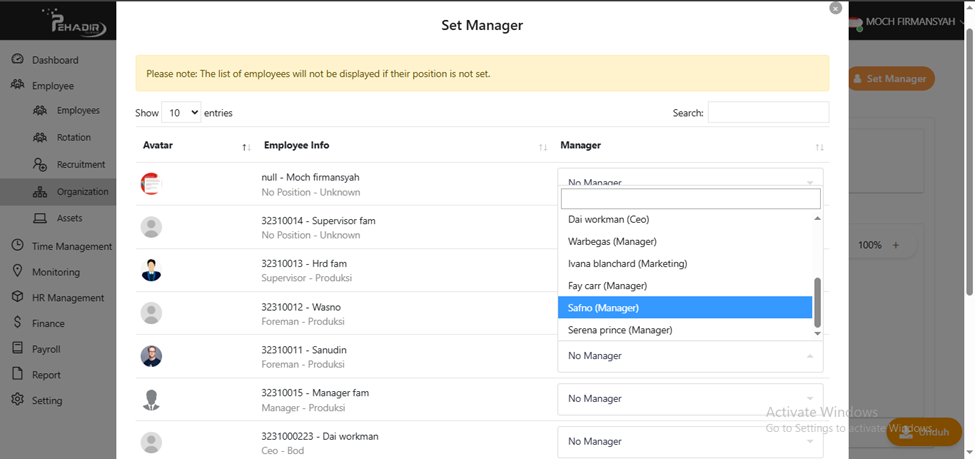 PEHADIR
Set Manager
MOCH FIRMANSYAH
Please note: The list of employees will not be displayed if their position is not set.
Set Manager
Dashboard
Employee
Employees
Rotation
Recruitment
Organization
Assets
Time Management
Monitoring
HR Management
Finance
Payroll
Report
Setting
Show 10 entries
Search:
Avatar Employee Info Manager
null - Moch firmansyah
No Position - Unknown
No Manager
32310014 - Supervisor fam
No Position - Unknown
32310013 - Hrd fam
Supervisor - Produksi
32310012 - Wasno
Foreman - Produksi
32310011 - Sanudin
Foreman - Produksi
Dai workman (Ceo)
Warbegas (Manager)
Ivana blanchard (Marketing)
Fay carr (Manager)
Safno (Manager)
Serena prince (Manager)
No Manager
32310015 - Manager fam
Manager - Produksi
No Manager
3231000223 - Dai workman
Ceo - Bod
No Manager
100% +
Activate Windows
Go to Settings to activate Windows.
Unduh